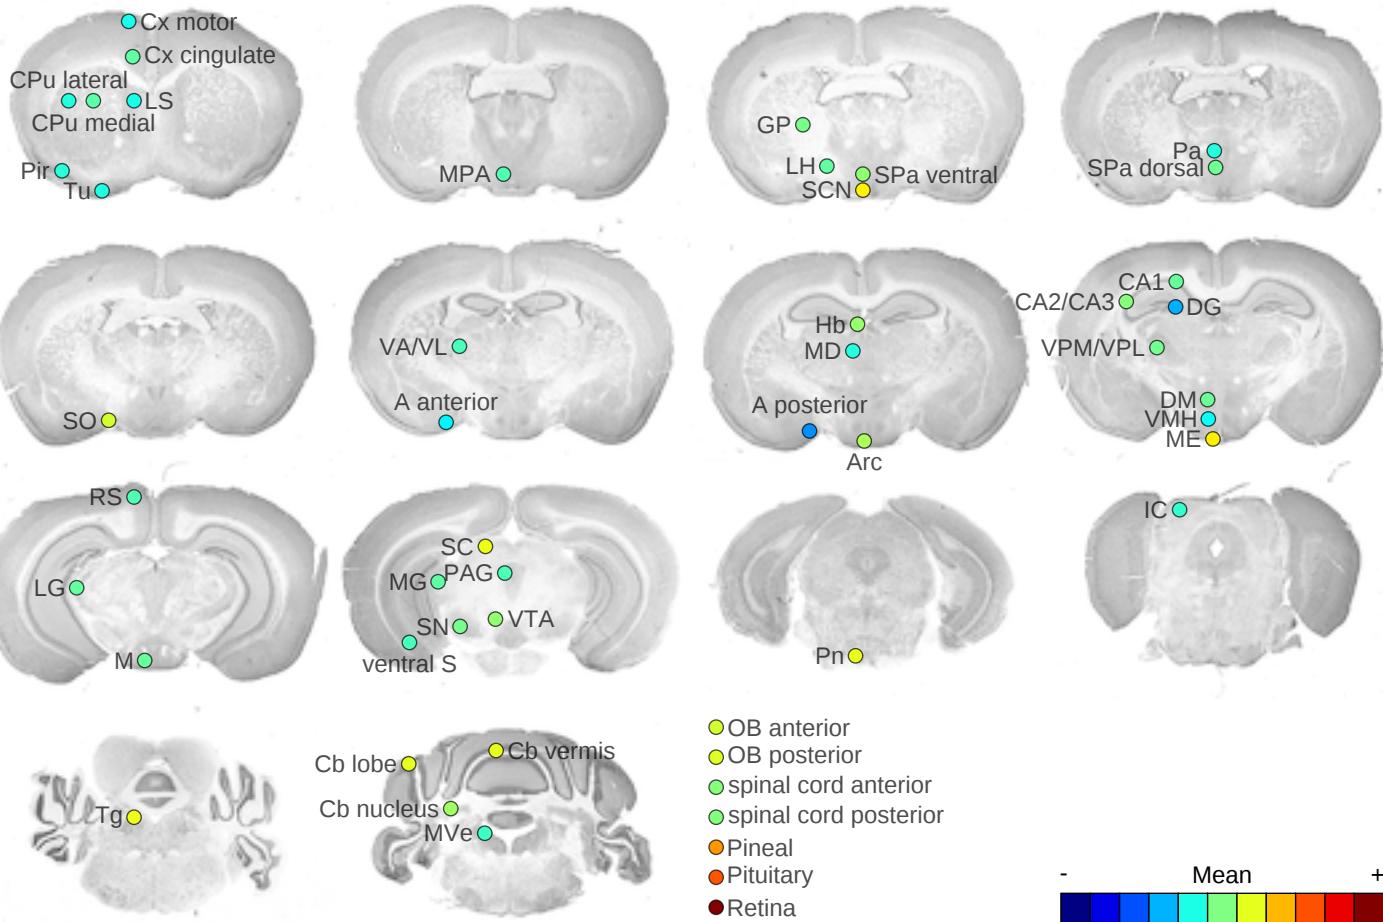 Cx motor
Cx cingulate
CPu lateral
LS
CPu medial
Pir
Tu
MPA
GP
LH
SPa ventral
SCN
Pa
SPa dorsal
SO
VA/VL
A anterior
Hb
MD
A posterior
Arc
CA1
CA2/CA3
DG
VPM/VPL
DM
VMH
ME
RS
LG
M
SC
MG
PAG
SN
VTA
ventral S
Pn
IC
Tg
Cb lobe
Cb vermis
Cb nucleus
MVe
OB anterior
OB posterior
spinal cord anterior
spinal cord posterior
Pineal
Pituitary
Retina
- Mean +